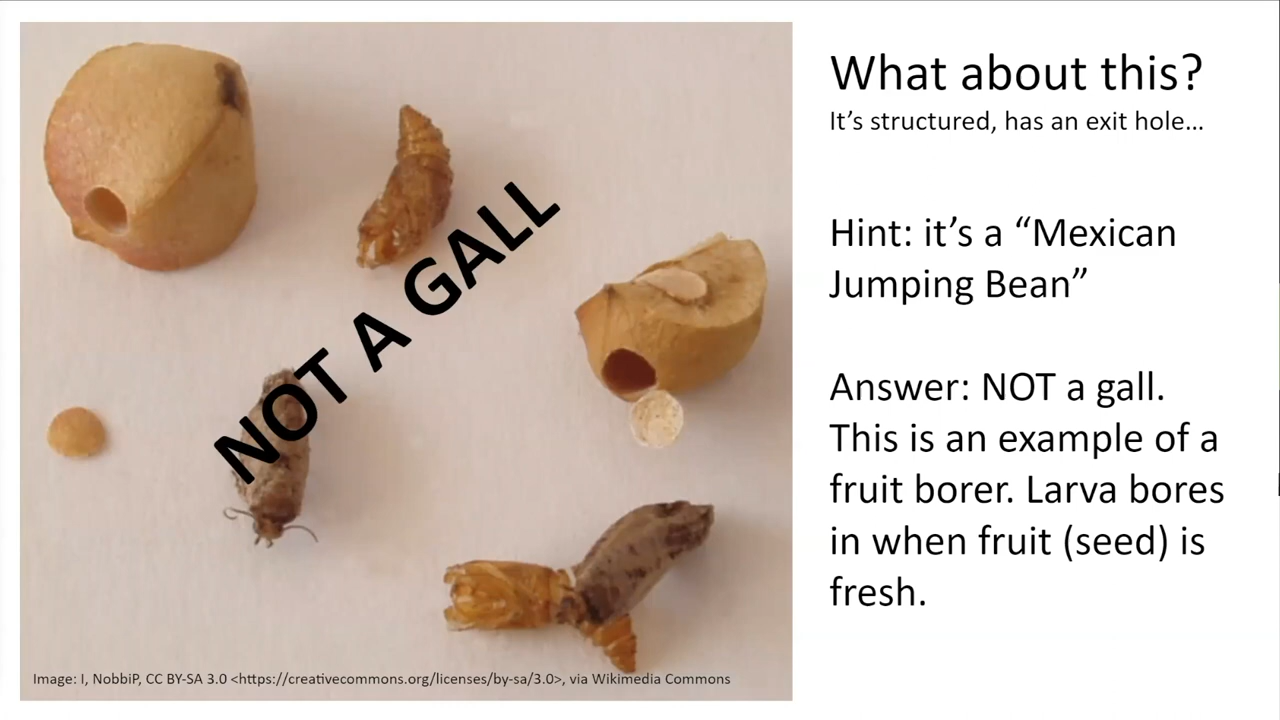 What about this?
It’s structured, has an exit hole…
Hint: it’s a “Mexican
Jumping Bean”
Answer: NOT a gall.
This is an example of a
fruit borer. Larva bores
in when fruit (seed) is
fresh.
NOT A GALL
Image: I, NobbiP, CC BY-SA 3.0 <https://creativecommons.org/licenses/by-sa/3.0>, via Wikimedia Commons